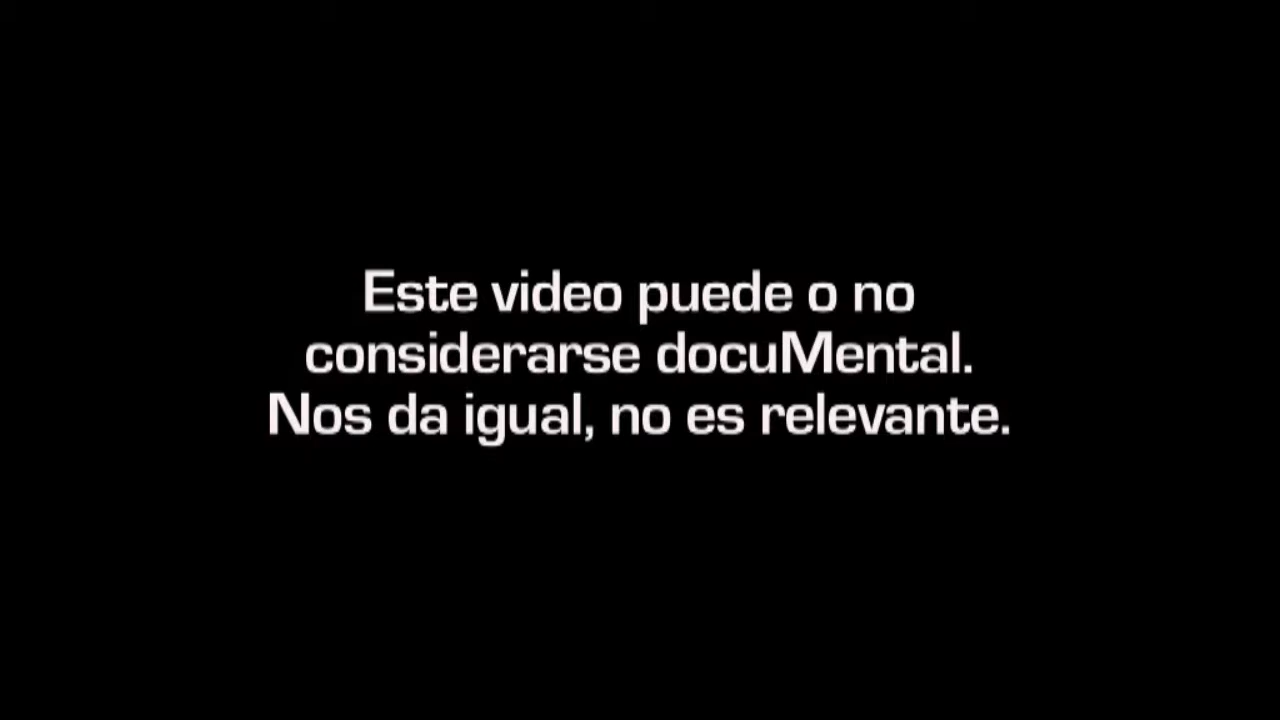 Este video puede o no
considerarse docuMental.
Nos da igual, no es relevante.